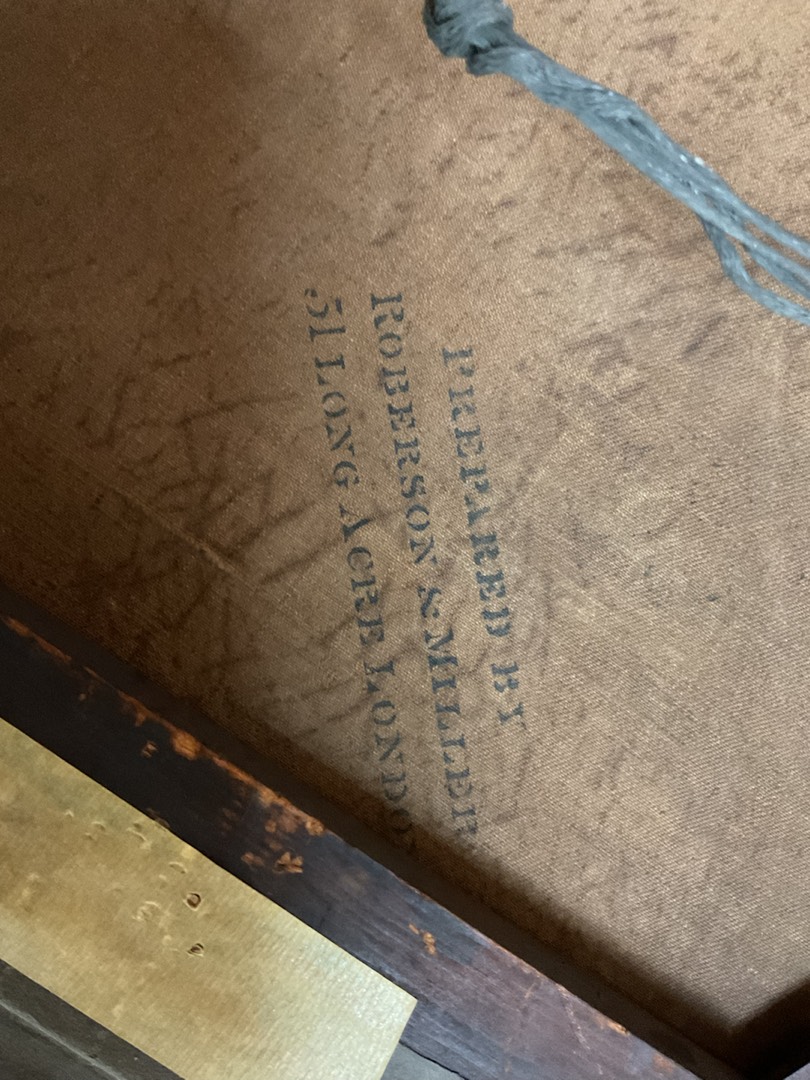 PREPARED BY
ROBERSON & MILLER
51 LONG ACRE LONDON